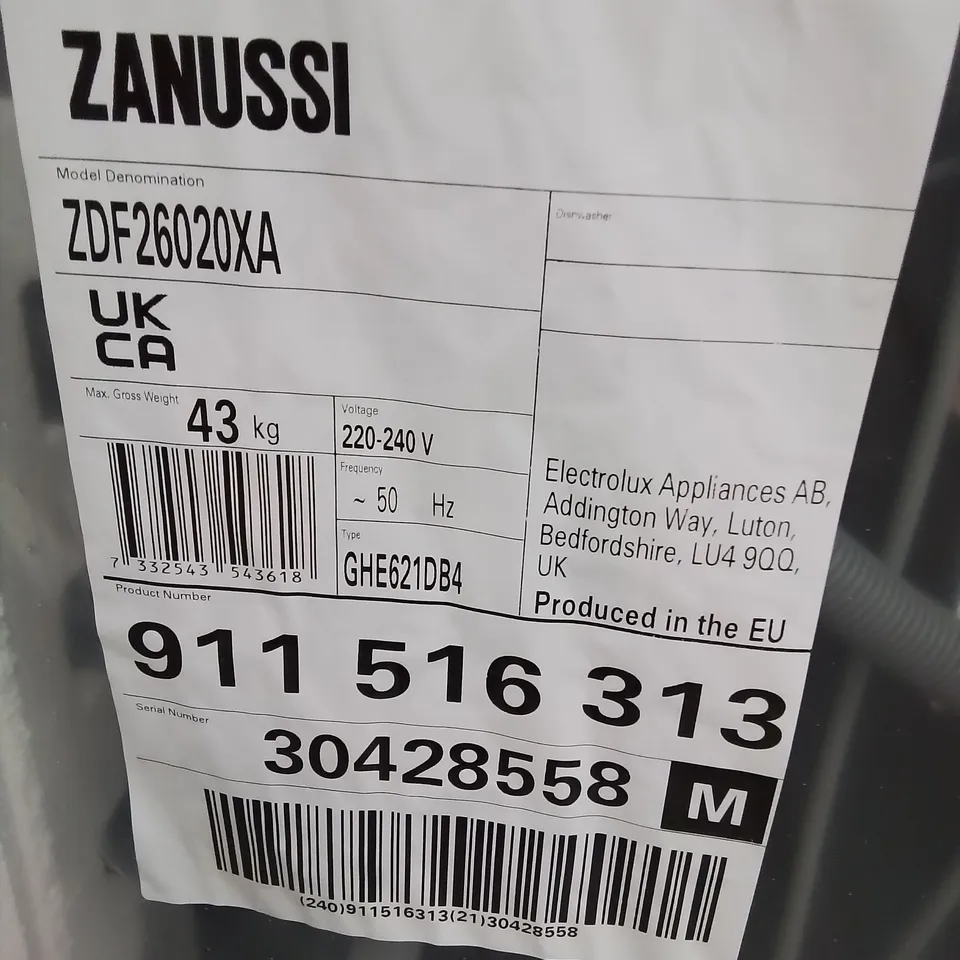 ZANUSSI
Model Denomination
ZDF26020XA
Dishwasher
UK
CA
Max. Gross Weight
43 kg
Voltage
220-240 V
Frequency
~ 50 Hz
Type
GHE621DB4
7 332543 543618
Electrolux Appliances AB,
Addington Way, Luton,
Bedfordshire, LU4 9QQ,
UK
Produced in the EU
Product Number
911 516 313
Serial Number
30428558
M
(240)911516313(21)30428558